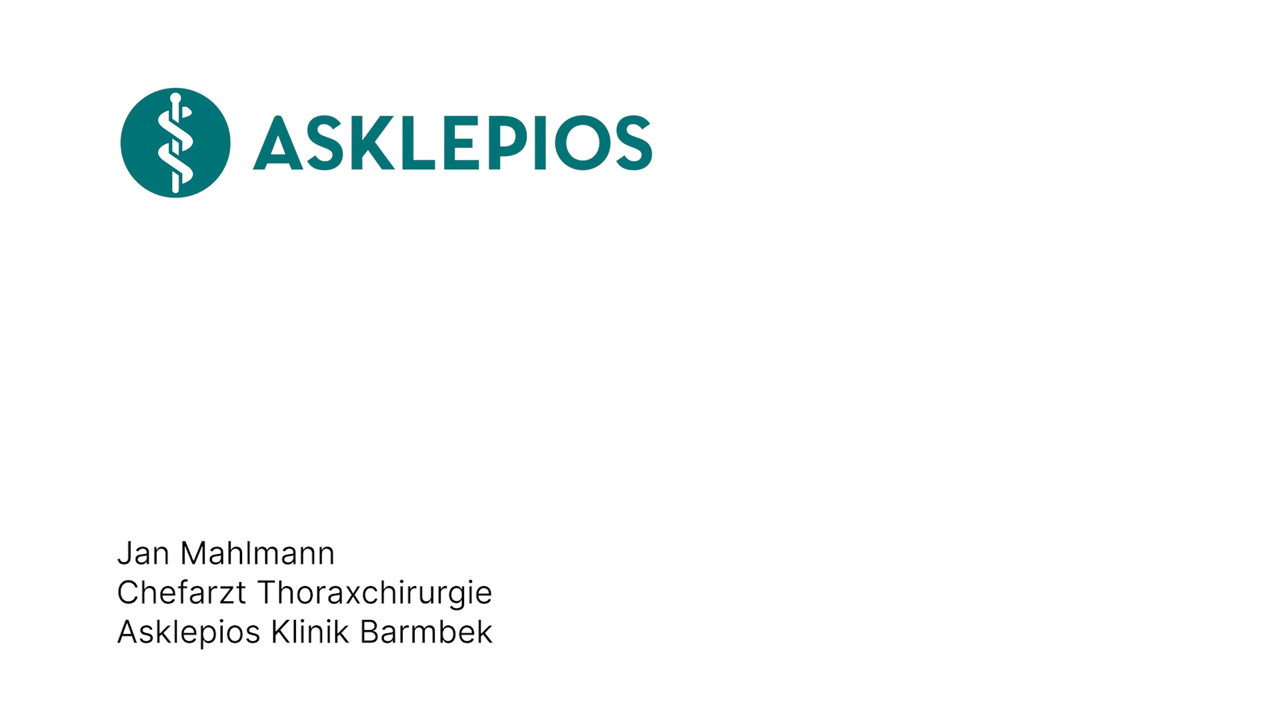 ASKLEPIOS
Jan Mahlmann
Chefarzt Thoraxchirurgie
Asklepios Klinik Barmbek